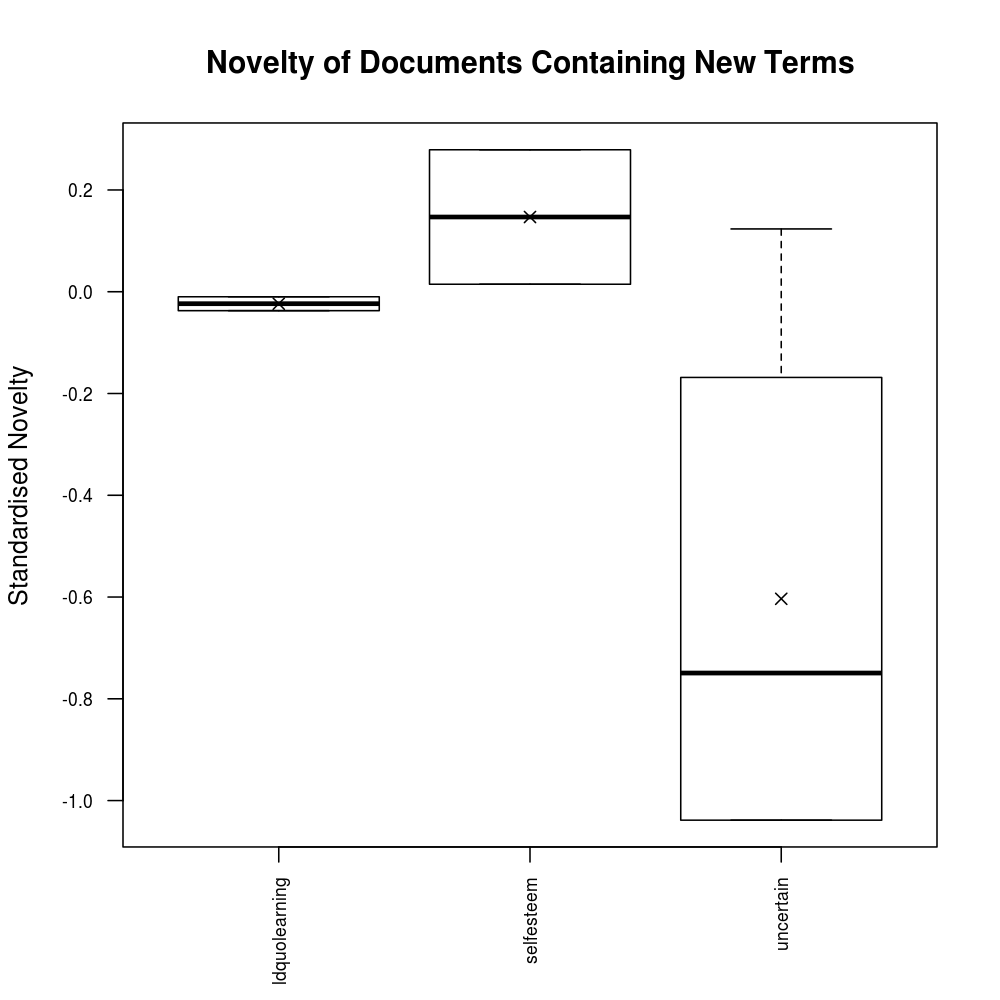 Novelty of Documents Containing New Terms
Standardised Novelty
0.2
0.0
-0.2
-0.4
-0.6
-0.8
-1.0
ldquolearning
selfesteem
uncertain